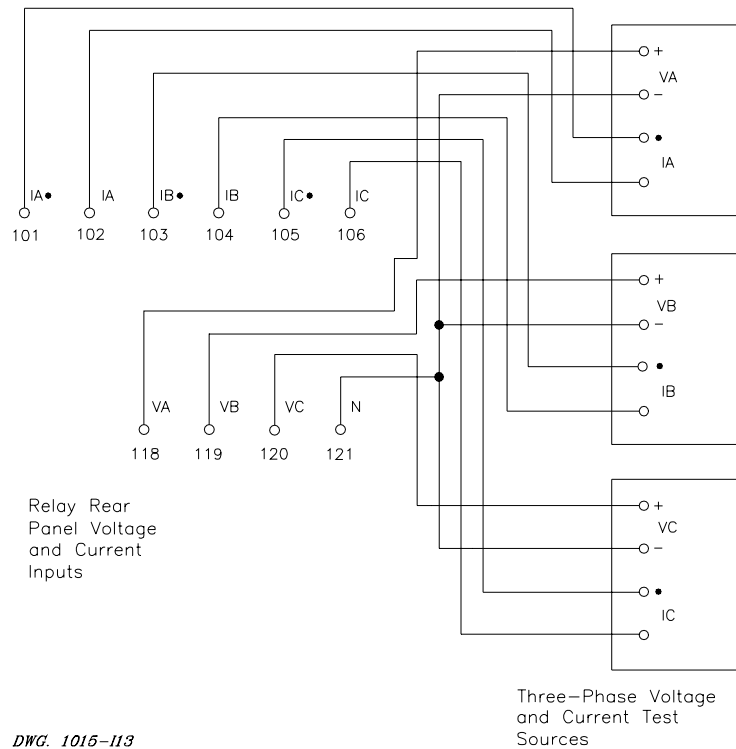 +
VA
−
•
IA
IA• IA IB• IB IC• IC
101 102 103 104 105 106
+
VB
−
•
IB
VA VB VC N
118 119 120 121
+
VC
−
•
IC
Relay Rear
Panel Voltage
and Current
Inputs
Three−Phase Voltage
and Current Test
Sources
DWG. 1015−I13